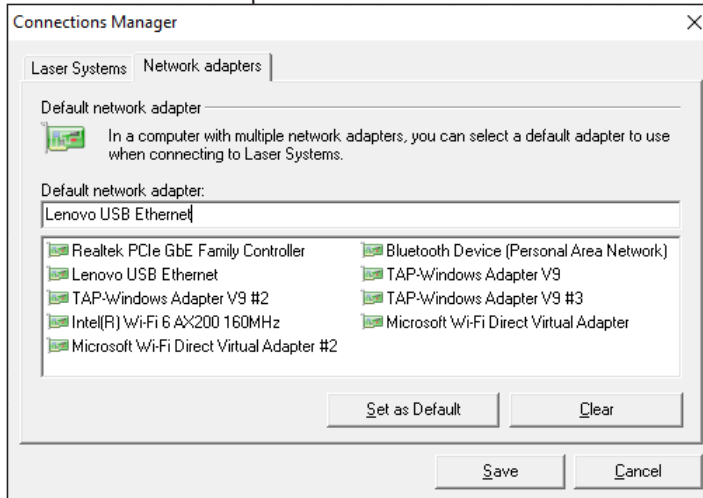 Connections Manager
Laser Systems Network adapters
Default network adapter
In a computer with multiple network adapters, you can select a default adapter to use
when connecting to Laser Systems.
Default network adapter:
Lenovo USB Ethernet
Realtek PCIe GbE Family Controller Bluetooth Device (Personal Area Network)
Lenovo USB Ethernet TAP-Windows Adapter V9
TAP-Windows Adapter V9 #2 TAP-Windows Adapter V9 #3
Intel(R) Wi-Fi 6 AX200 160MHz Microsoft Wi-Fi Direct Virtual Adapter
Microsoft Wi-Fi Direct Virtual Adapter #2
Set as Default Clear
Save Cancel